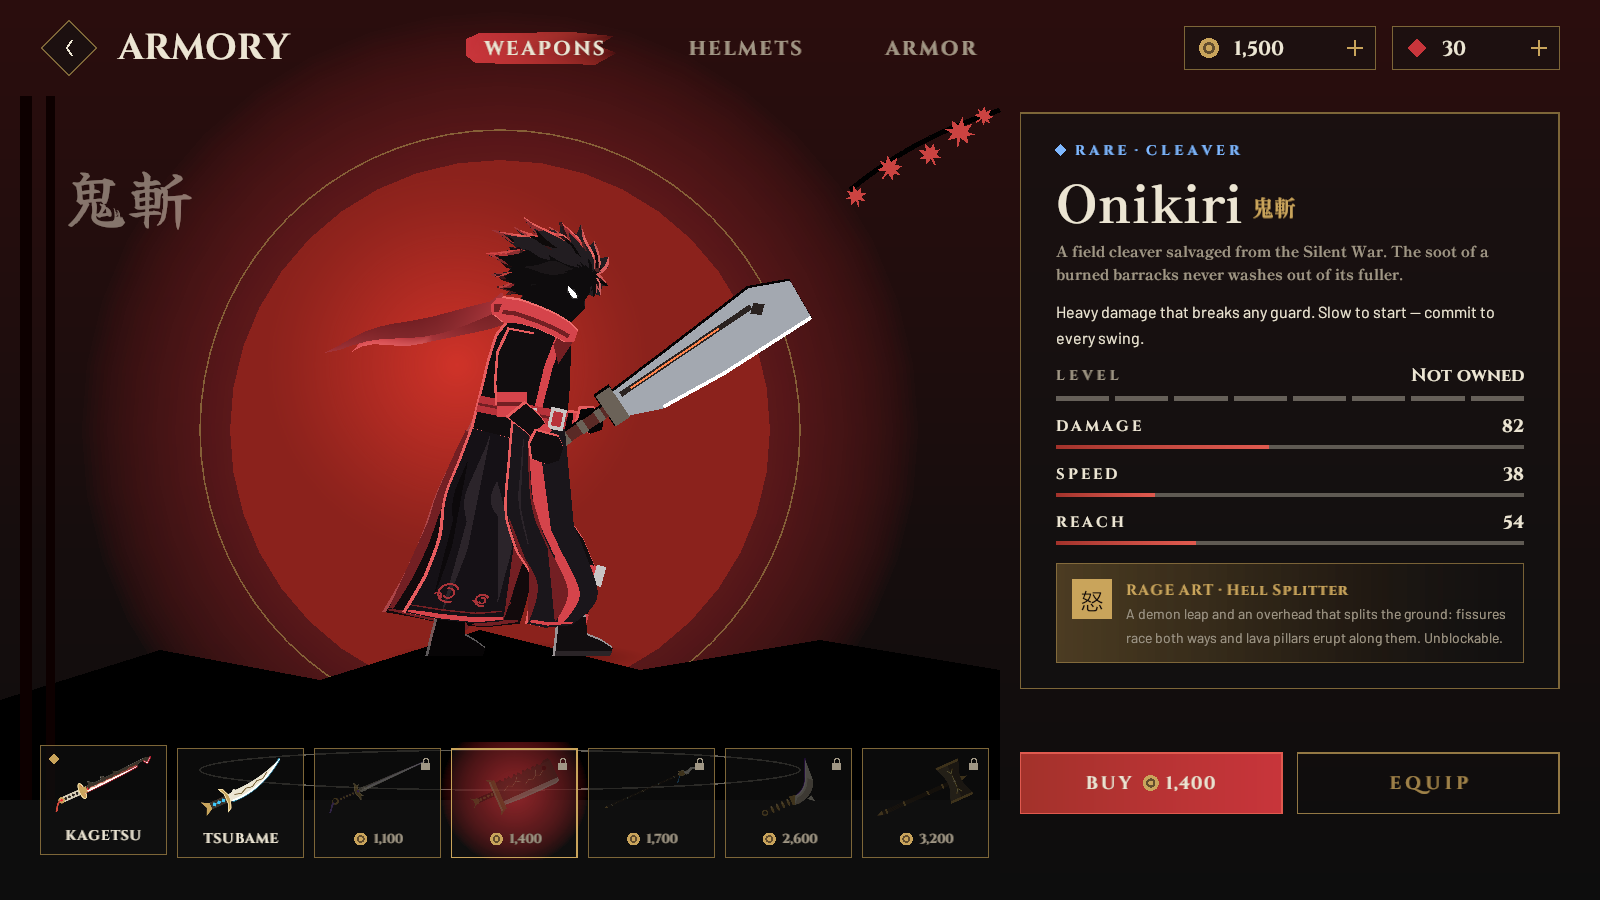 ARMORY
WEAPONS
HELMETS
ARMOR
1,500
30
鬼斬
RARE · CLEAVER
Onikiri 鬼斬
A field cleaver salvaged from the Silent War. The soot of a
burned barracks never washes out of its fuller.
Heavy damage that breaks any guard. Slow to start – commit to
every swing.
LEVEL NOT OWNED
DAMAGE 82
SPEED 38
REACH 54
怒
RAGE ART · HELL SPLITTER
A demon leap and an overhead that splits the ground: fissures
race both ways and lava pillars erupt along them. Unblockable.
KAGETSU
TSUBAME
1,100
1,400
1,700
2,600
3,200
BUY 1,400
EQUIP